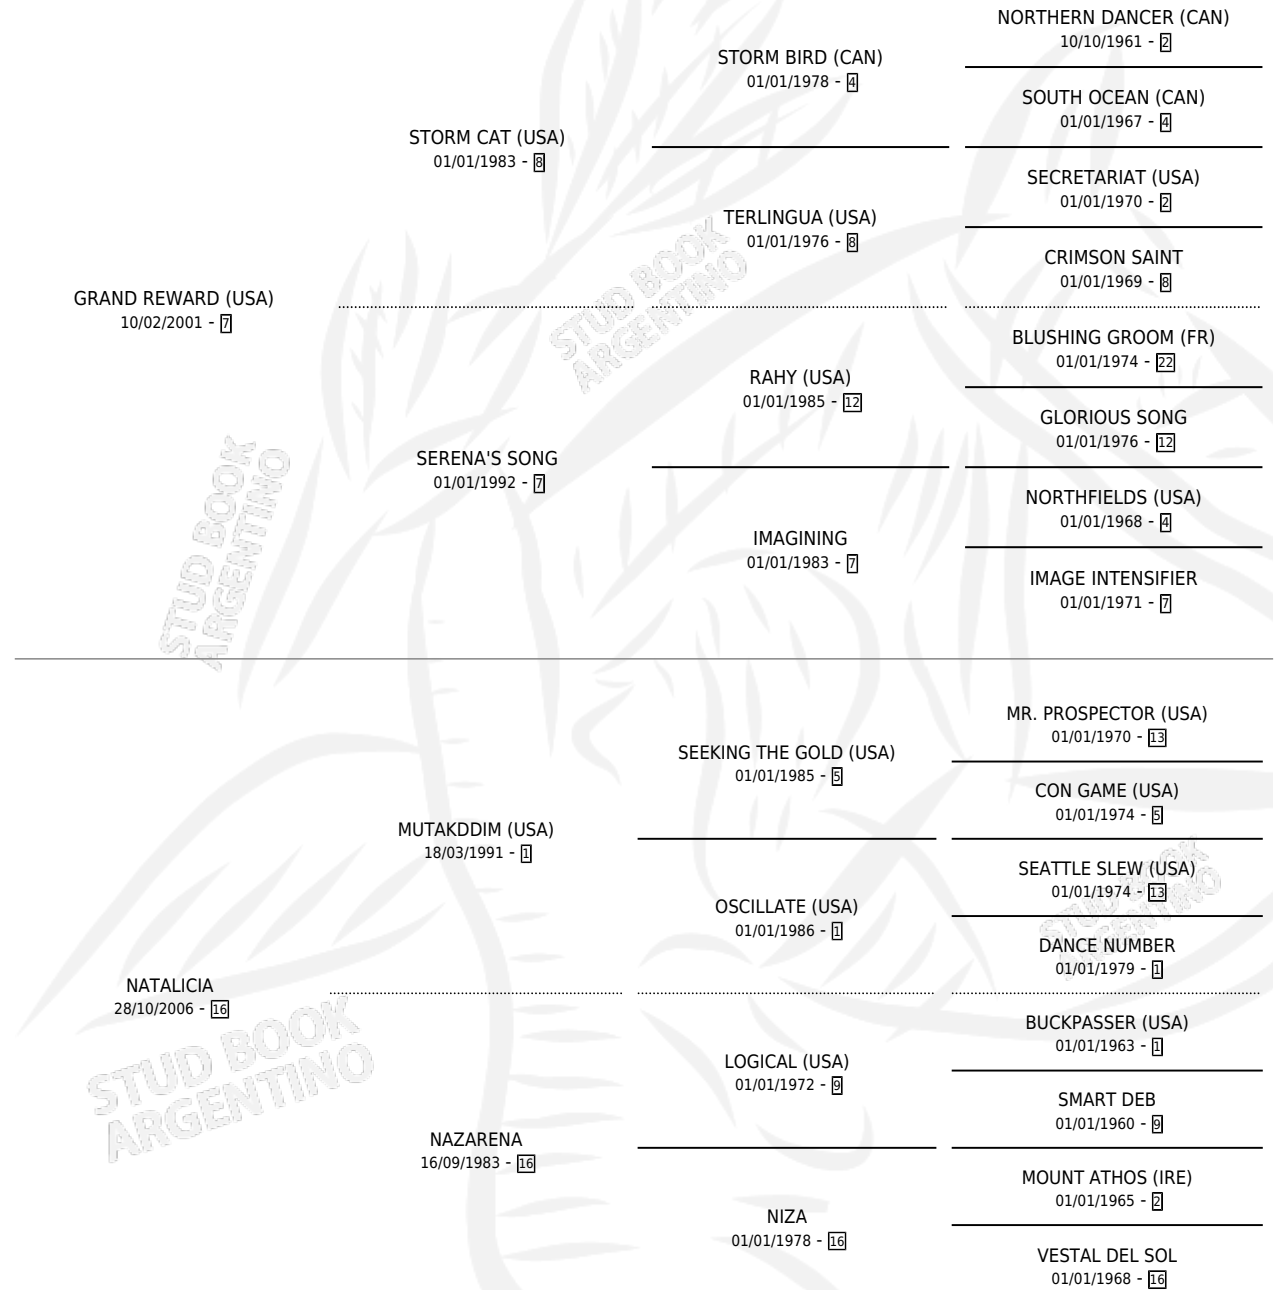 NORTHERN DANCER (CAN)
10/10/1961 - 2
STORM BIRD (CAN)
01/01/1978 - 4
SOUTH OCEAN (CAN)
01/01/1967 - 4
STORM CAT (USA)
01/01/1983 - 8
SECRETARIAT (USA)
01/01/1970 - 2
TERLINGUA (USA)
01/01/1976 - 8
CRIMSON SAINT
01/01/1969 - 8
GRAND REWARD (USA)
10/02/2001 - 7
STUD BOOK
ARGENTINO
BLUSHING GROOM (FR)
01/01/1974 - 22
RAHY (USA)
01/01/1985 - 12
GLORIOUS SONG
01/01/1976 - 12
SERENA'S SONG
01/01/1992 - 7
NORTHFIELDS (USA)
01/01/1968 - 4
IMAGINING
01/01/1983 - 7
IMAGE INTENSIFIER
01/01/1971 - 7
STUD BOOK
ARGENTINO
MR. PROSPECTOR (USA)
01/01/1970 - 13
SEEKING THE GOLD (USA)
01/01/1985 - 5
CON GAME (USA)
01/01/1974 - 5
MUTAKDDIM (USA)
18/03/1991 - 1
SEATTLE SLEW (USA)
01/01/1974 - 13
OSCILLATE (USA)
01/01/1986 - 1
STUD BOOK
ARGENTINO
DANCE NUMBER
01/01/1979 - 1
NATALICIA
28/10/2006 - 16
STUD BOOK
ARGENTINO
BUCKPASSER (USA)
01/01/1963 - 1
LOGICAL (USA)
01/01/1972 - 9
SMART DEB
01/01/1960 - 9
NAZARENA
16/09/1983 - 16
MOUNT ATHOS (IRE)
01/01/1965 - 2
NIZA
01/01/1978 - 16
VESTAL DEL SOL
01/01/1968 - 16